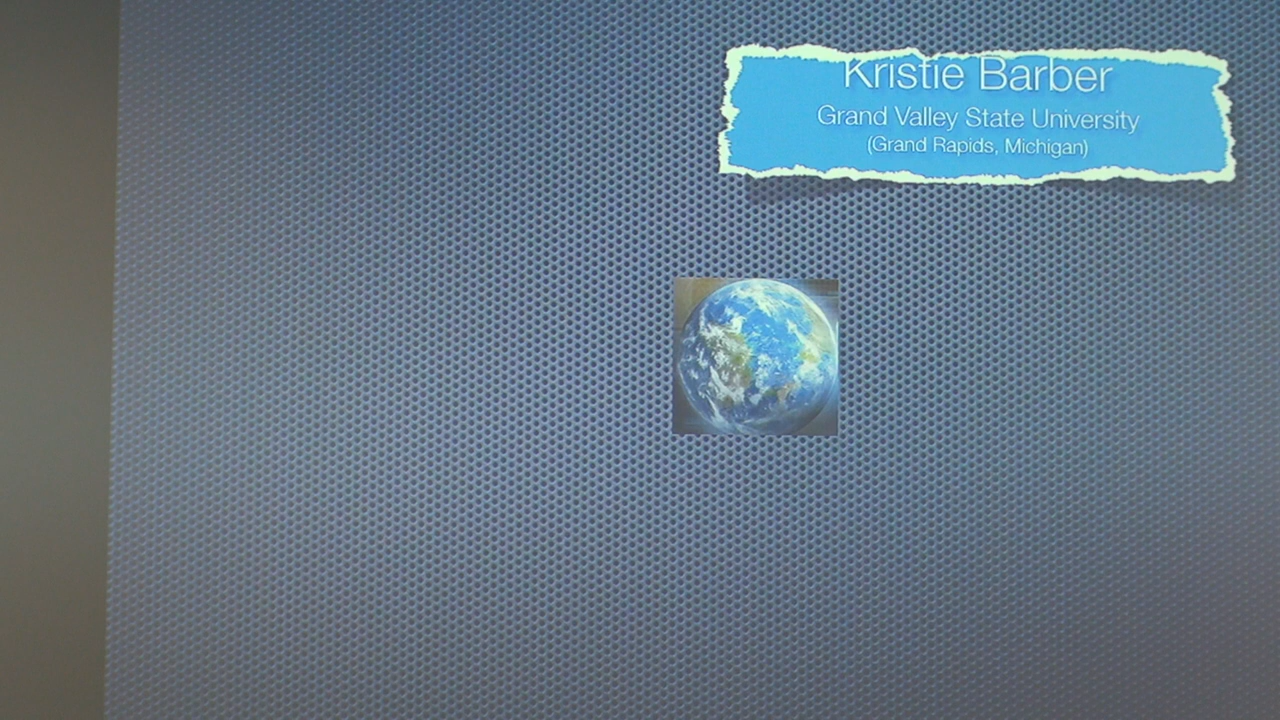 Kristie Barber
Grand Valley State University
(Grand Rapids, Michigan)